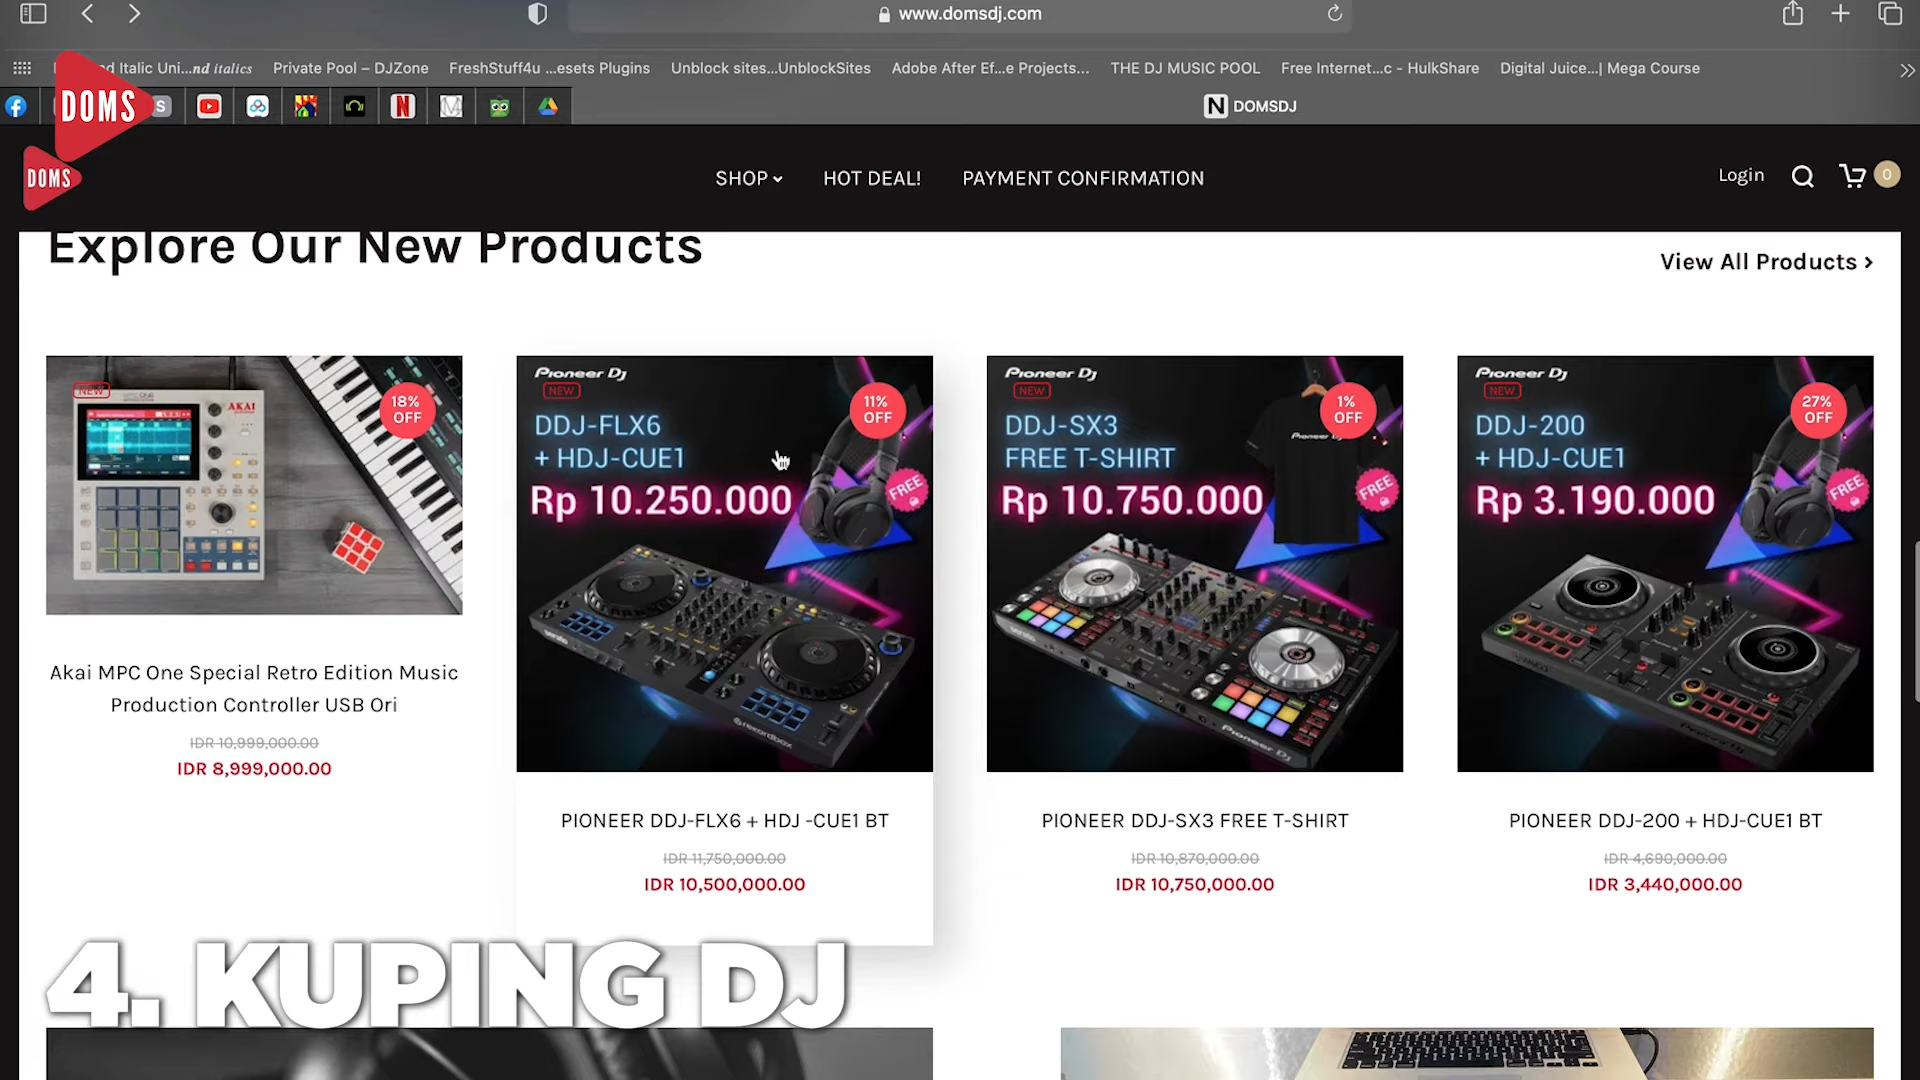 www.domsdj.com
nd Italic Uni...nd italics
Private Pool – DJZone
FreshStuff4u ...esets Plugins
Unblock sites...UnblockSites
Adobe After Ef...e Projects...
THE DJ MUSIC POOL
Free Internet...c - HulkShare
Digital Juice...| Mega Course
DOMS
S
N DOMSDJ
DOMS
SHOP
HOT DEAL!
PAYMENT CONFIRMATION
Login
0
Explore Our New Products
View All Products >
NEW
AKAI
18%
OFF
Akai MPC One Special Retro Edition Music
Production Controller USB Ori
IDR 10,999,000.00
IDR 8,999,000.00
Pioneer Dj
NEW
11%
OFF
DDJ-FLX6
+ HDJ-CUE1
FREE
Rp 10.250.000
serato
rekordbox
PIONEER DDJ-FLX6 + HDJ -CUE1 BT
IDR 11,750,000.00
IDR 10,500,000.00
Pioneer Dj
NEW
1%
OFF
DDJ-SX3
FREE T-SHIRT
FREE
Rp 10.750.000
serato
Pioneer Dj
PIONEER DDJ-SX3 FREE T-SHIRT
IDR 10,870,000.00
IDR 10,750,000.00
Pioneer Dj
NEW
27%
OFF
DDJ-200
+ HDJ-CUE1
FREE
Rp 3.190.000
PIONEER DDJ-200 + HDJ-CUE1 BT
IDR 4,690,000.00
IDR 3,440,000.00
4. KUPING DJ